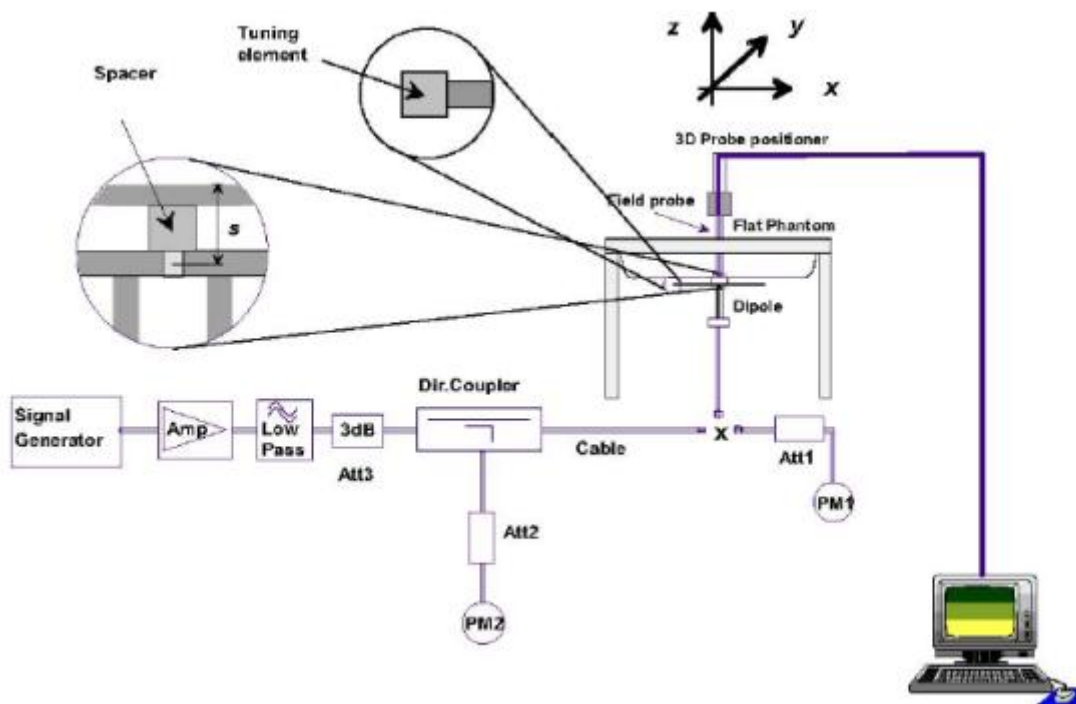 Tuning
element
Spacer
s
z
y
x
3D Probe positioner
Field probe
Flat Phantom
Dipole
Dir.Coupler
Signal
Generator
Amp
Low
Pass
3dB
Att3
Cable
x
Att1
PM1
Att2
PM2